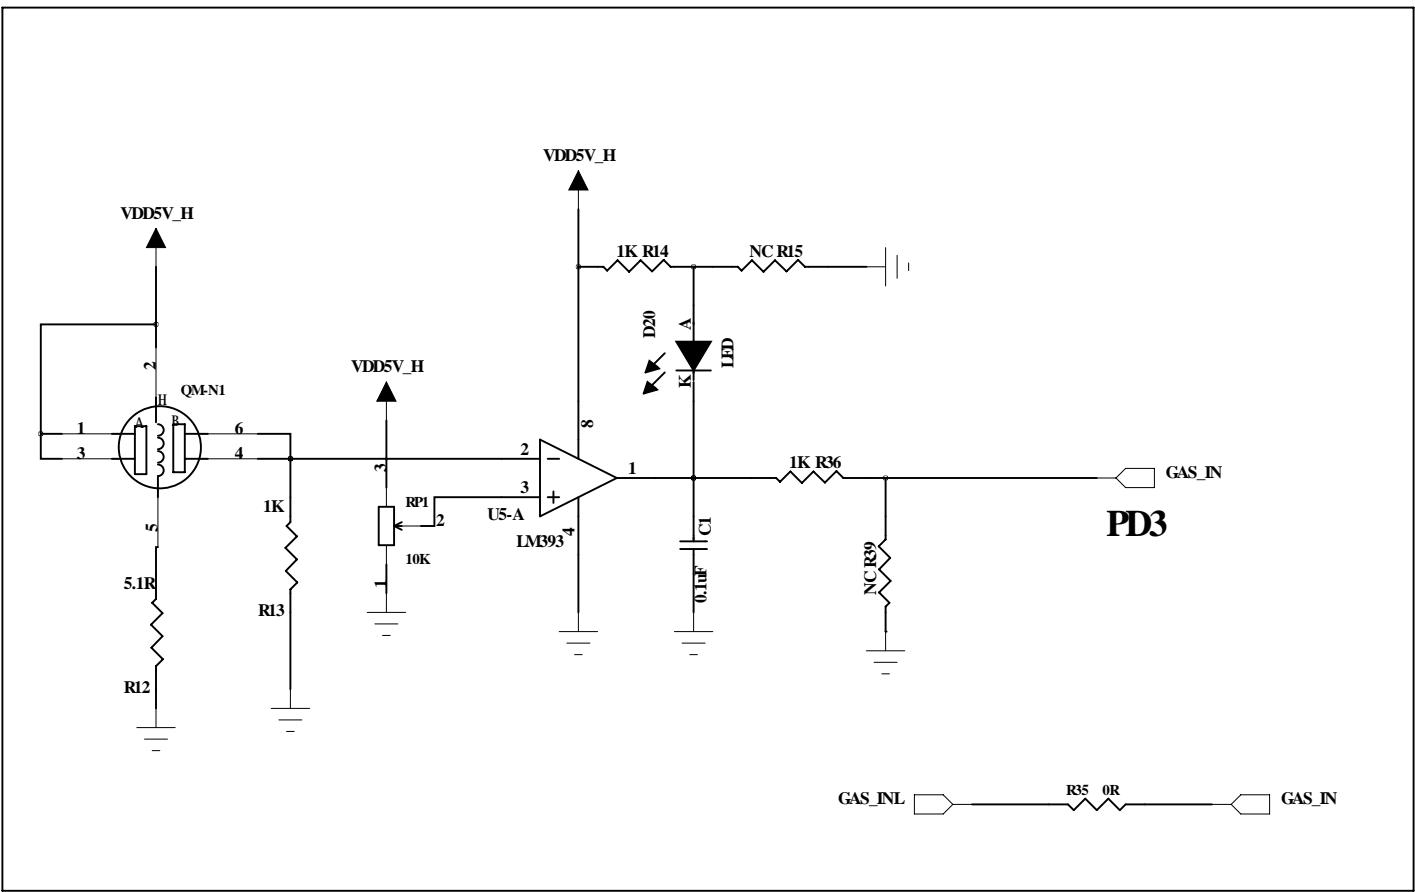 VDD5V_H
VDD5V_H
1K R14
NC R15
D20
A
LED
K
VDD5V_H
2
H
QM-N1
8
1
A
B
6
3
4
3
2
1
1K R36
GAS_IN
1K
RP1
2
3
U5-A
PD3
LM393
4
C1
5
10K
NC R39
5.1R
1
0.1uF
R13
R12
GAS_INL
R35 0R
GAS_IN